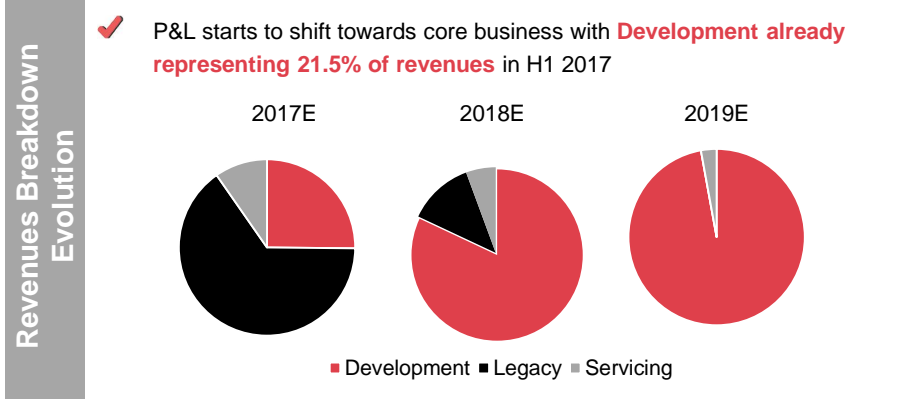 Revenues Breakdown
Evolution
P&L starts to shift towards core business with Development already
representing 21.5% of revenues in H1 2017
2017E
2018E
2019E
Development
Legacy
Servicing